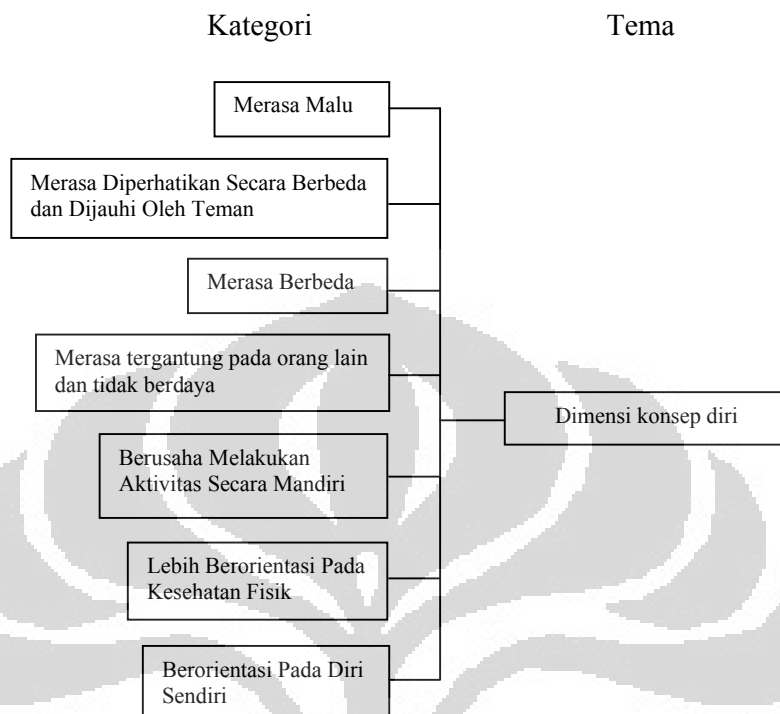 Kategori
Tema
Merasa Malu
Merasa Diperhatikan Secara Berbeda
dan Dijauhi Oleh Teman
Merasa Berbeda
Merasa tergantung pada orang lain
dan tidak berdaya
Dimensi konsep diri
Berusaha Melakukan
Aktivitas Secara Mandiri
Lebih Berorientasi Pada
Kesehatan Fisik
Berorientasi Pada Diri
Sendiri